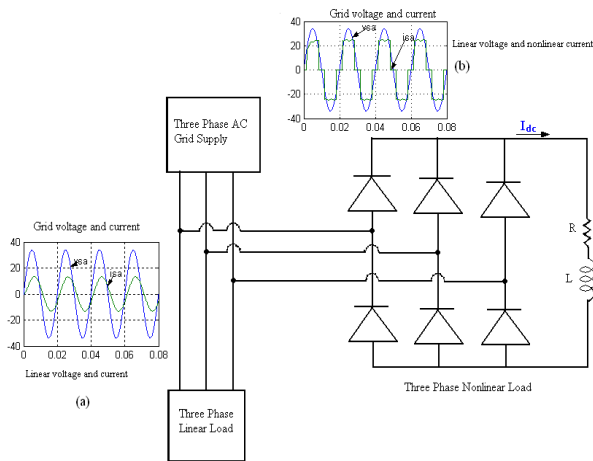 Grid voltage and current
40
20
0
-20
-40
0
0.02
0.04
0.06
0.08
vsa
isa
Linear voltage and nonlinear current
(b)
Three Phase AC
Grid Supply
Idc
R
L
Grid voltage and current
40
20
0
-20
-40
0
0.02
0.04
0.06
0.08
vsa
isa
Linear voltage and current
(a)
Three Phase
Linear Load
Three Phase Nonlinear Load